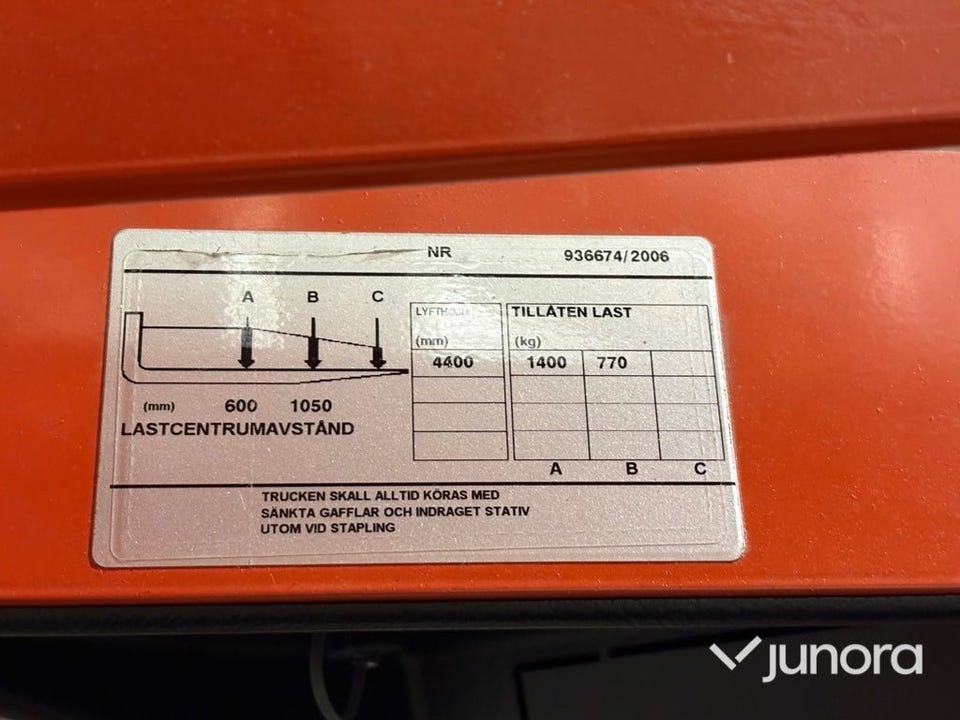 NR 936674/2006
A B C
LYFTHÖJD TILLÅTEN LAST
(mm) (kg)
4400 1400 770
(mm) 600 1050
LASTCENTRUMAVSTÅND
A B C
TRUCKEN SKALL ALLTID KÖRAS MED
SÄNKTA GAFFLAR OCH INDRAGET STATIV
UTOM VID STAPLING
junora